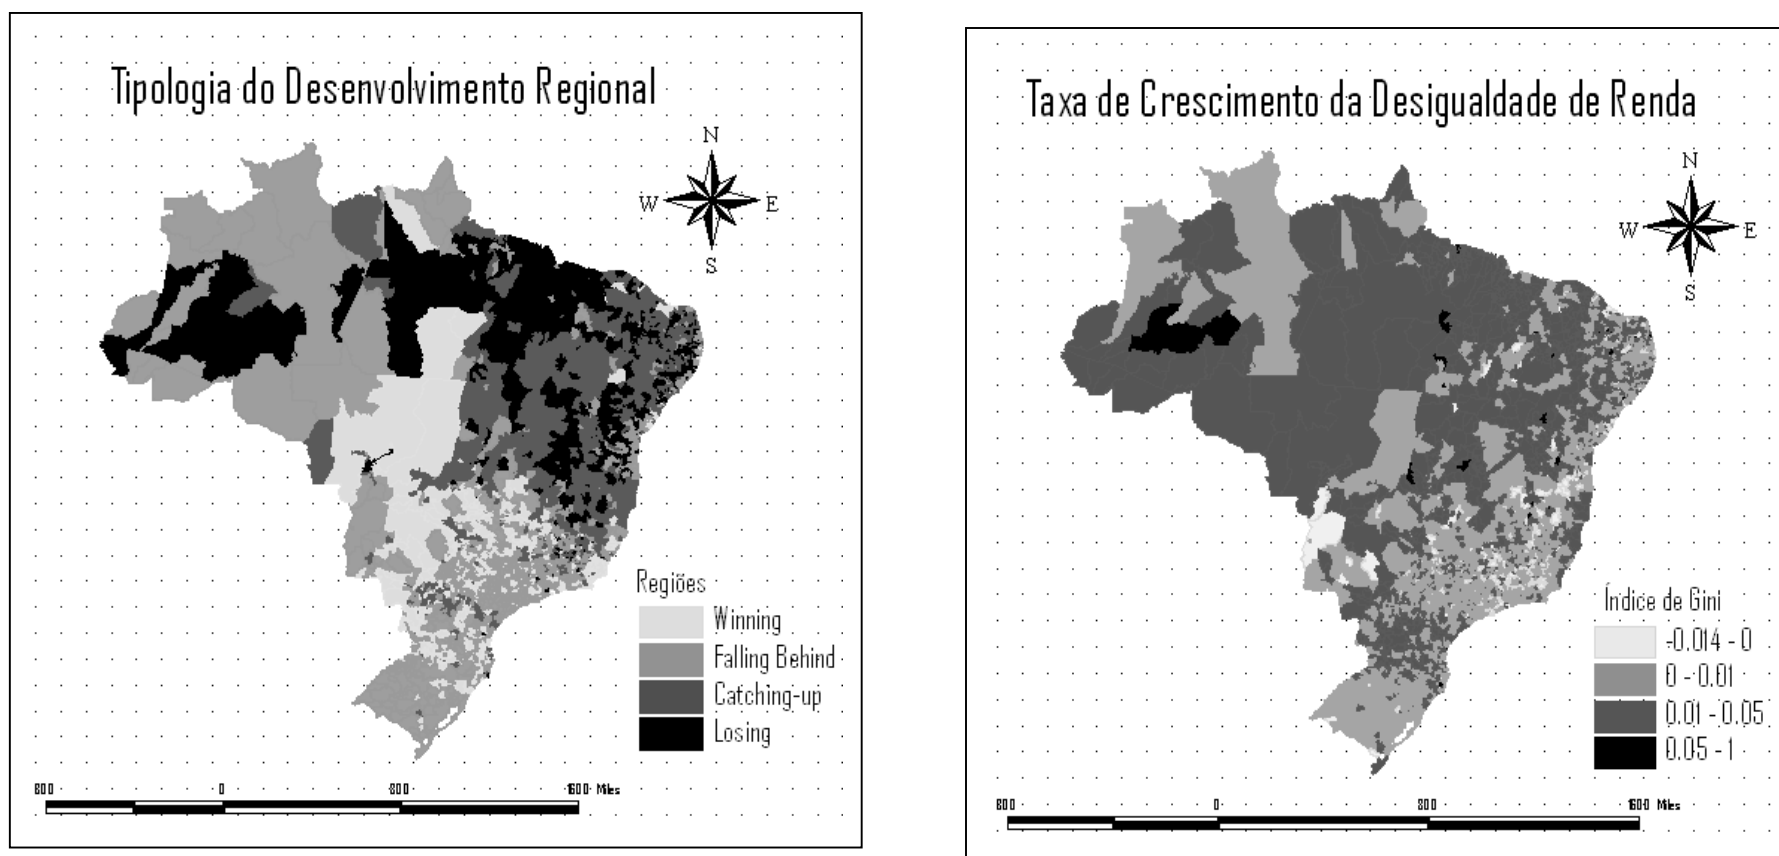 Tipologia do Desenvolvimento Regional
N
W
E
S
Regiões
Winning
Falling Behind
Catching-up
Losing
800
0
800
1600 Miles
Taxa de Crescimento da Desigualdade de Renda
N
W
E
S
Índice de Gini
-0.014 - 0
0 - 0.01
0.01 - 0.05
0.05 - 1
800
0
800
1600 Miles